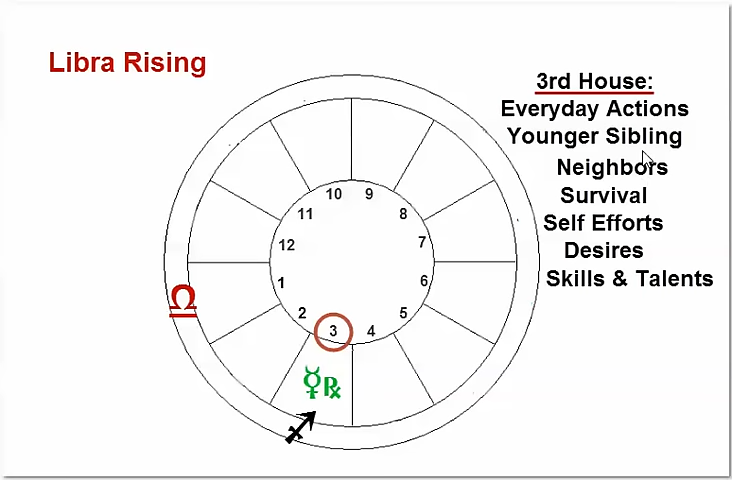 Libra Rising
3rd House:
Everyday Actions
Younger Sibling
Neighbors
Survival
Self Efforts
Desires
Skills & Talents
10 9
11 8
12 7
1 6
2 5
3 4
♎
☿℞
♐